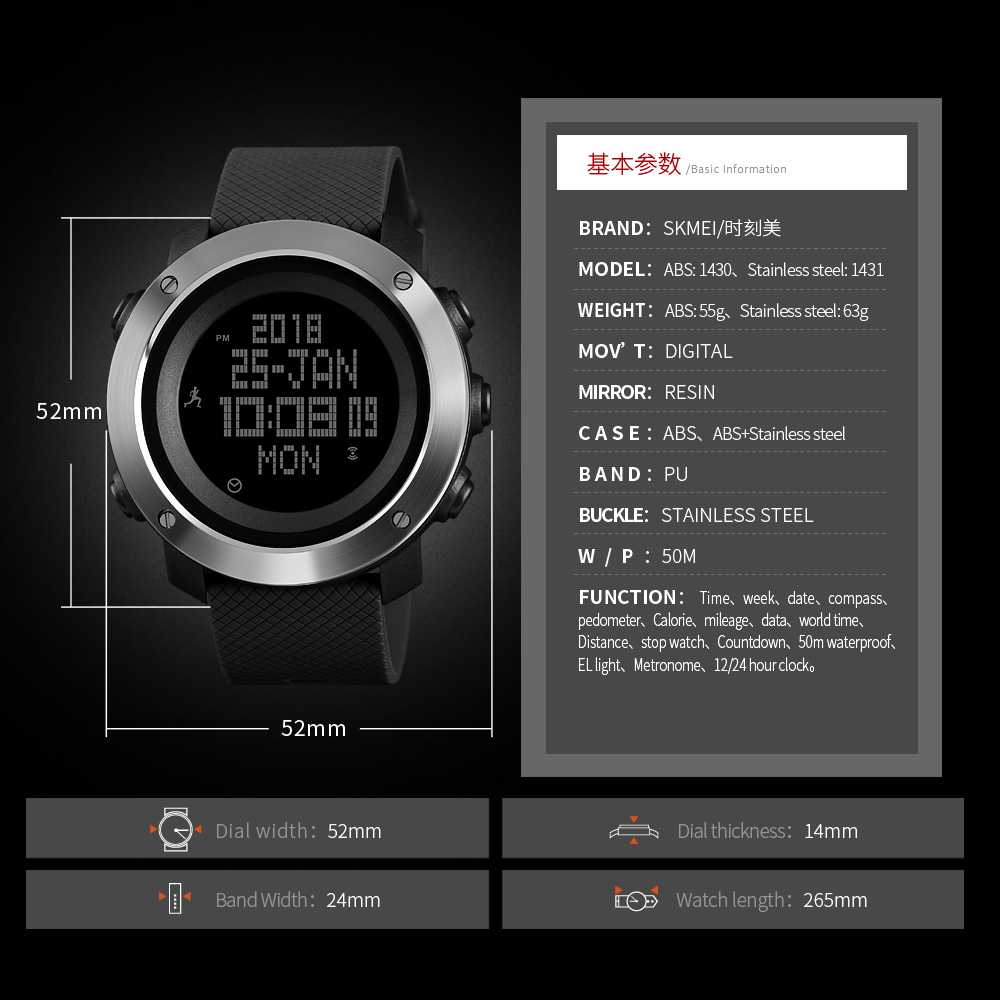 基本参数 /Basic Information
BRAND： SKMEI/时刻美
MODEL： ABS: 1430、Stainless steel: 1431
WEIGHT： ABS: 55g、Stainless steel: 63g
MOV’ T： DIGITAL
MIRROR： RESIN
CASE： ABS、ABS+Stainless steel
BAND： PU
BUCKLE： STAINLESS STEEL
W / P ： 50M
FUNCTION： Time、week、date、compass、
pedometer、Calorie、mileage、data、world time、
Distance、stop watch、Countdown、50m waterproof、
EL light、Metronome、12/24 hour clock。
PM 2018
25-JAN
10:03 09
MON
52mm
52mm
Dial width： 52mm
Dial thickness： 14mm
Band Width： 24mm
Watch length： 265mm